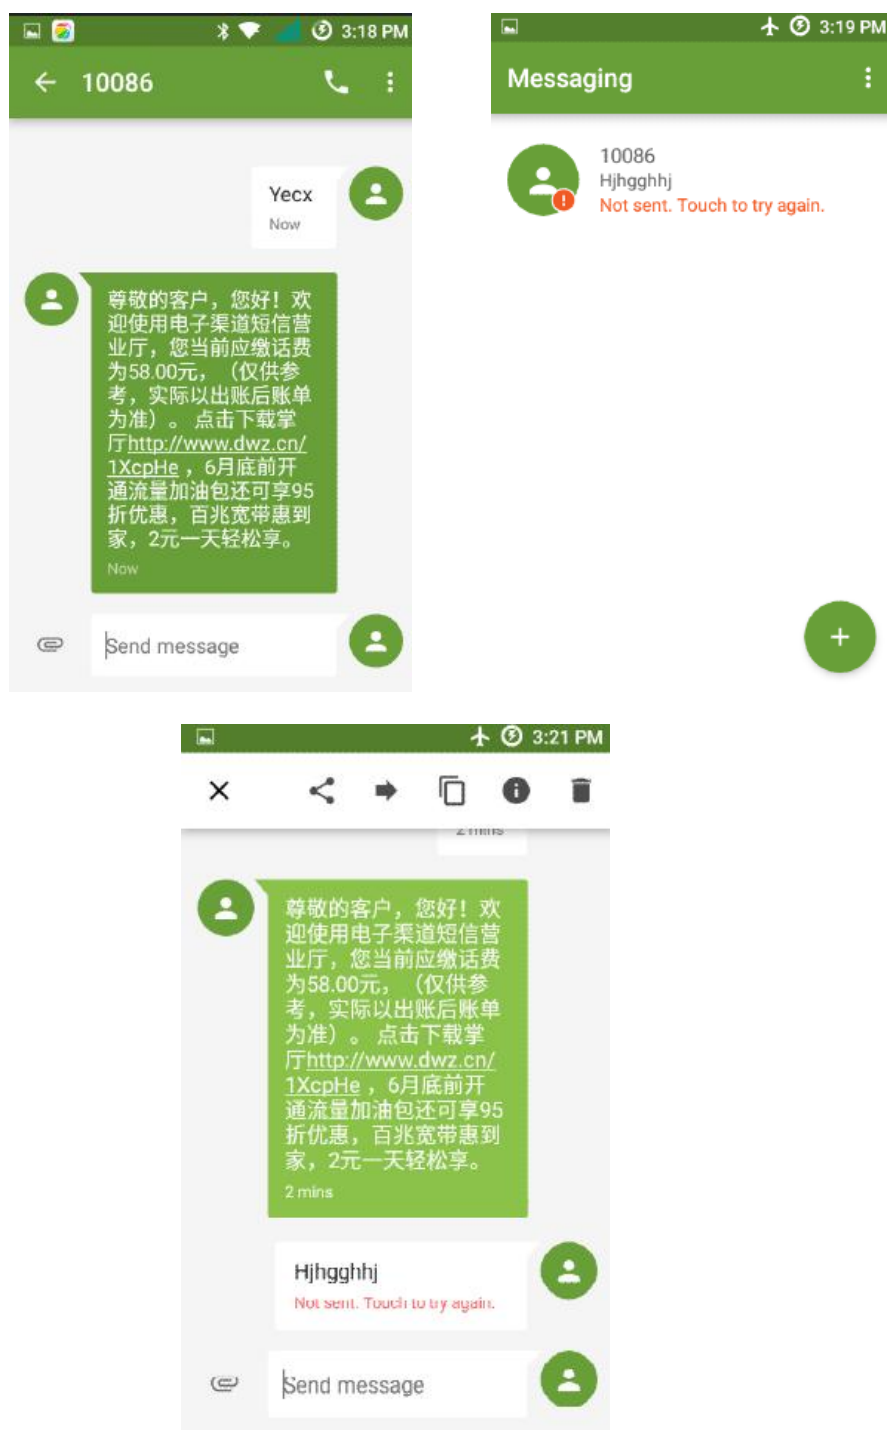 3:18 PM
10086
Yecx
Now
尊敬的客户，您好！欢
迎使用电子渠道短信营
业厅，您当前应缴话费
为58.00元，（仅供参
考，实际以出账后账单
为准）。点击下载掌
厅http://www.dwz.cn/
1XcpHe ，6月底前开
通流量加油包还可享95
折优惠，百兆宽带惠到
家，2元一天轻松享。
Now
Send message
3:19 PM
Messaging
10086
Hjhgghhj
Not sent. Touch to try again.
3:21 PM
2 mins
尊敬的客户，您好！欢
迎使用电子渠道短信营
业厅，您当前应缴话费
为58.00元，（仅供参
考，实际以出账后账单
为准）。点击下载掌
厅http://www.dwz.cn/
1XcpHe ，6月底前开
通流量加油包还可享95
折优惠，百兆宽带惠到
家，2元一天轻松享。
2 mins
Hjhgghhj
Not sent. Touch to try again.
Send message